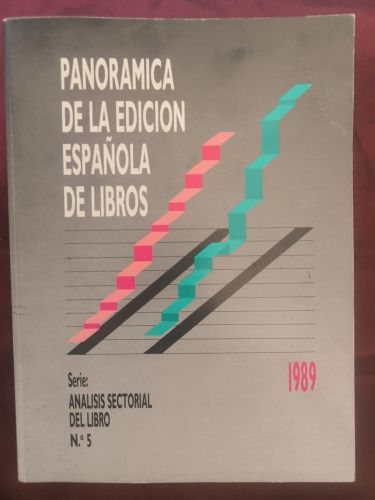 PANORAMICA
DE LA EDICION
ESPAÑOLA
DE LIBROS
1989
Serie:
ANALISIS SECTORIAL
DEL LIBRO
N.º 5